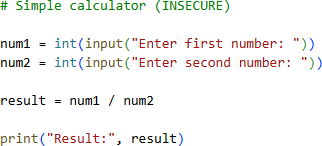 # Simple calculator (INSECURE)
num1 = int(input("Enter first number: "))
num2 = int(input("Enter second number: "))
result = num1 / num2
print("Result:", result)